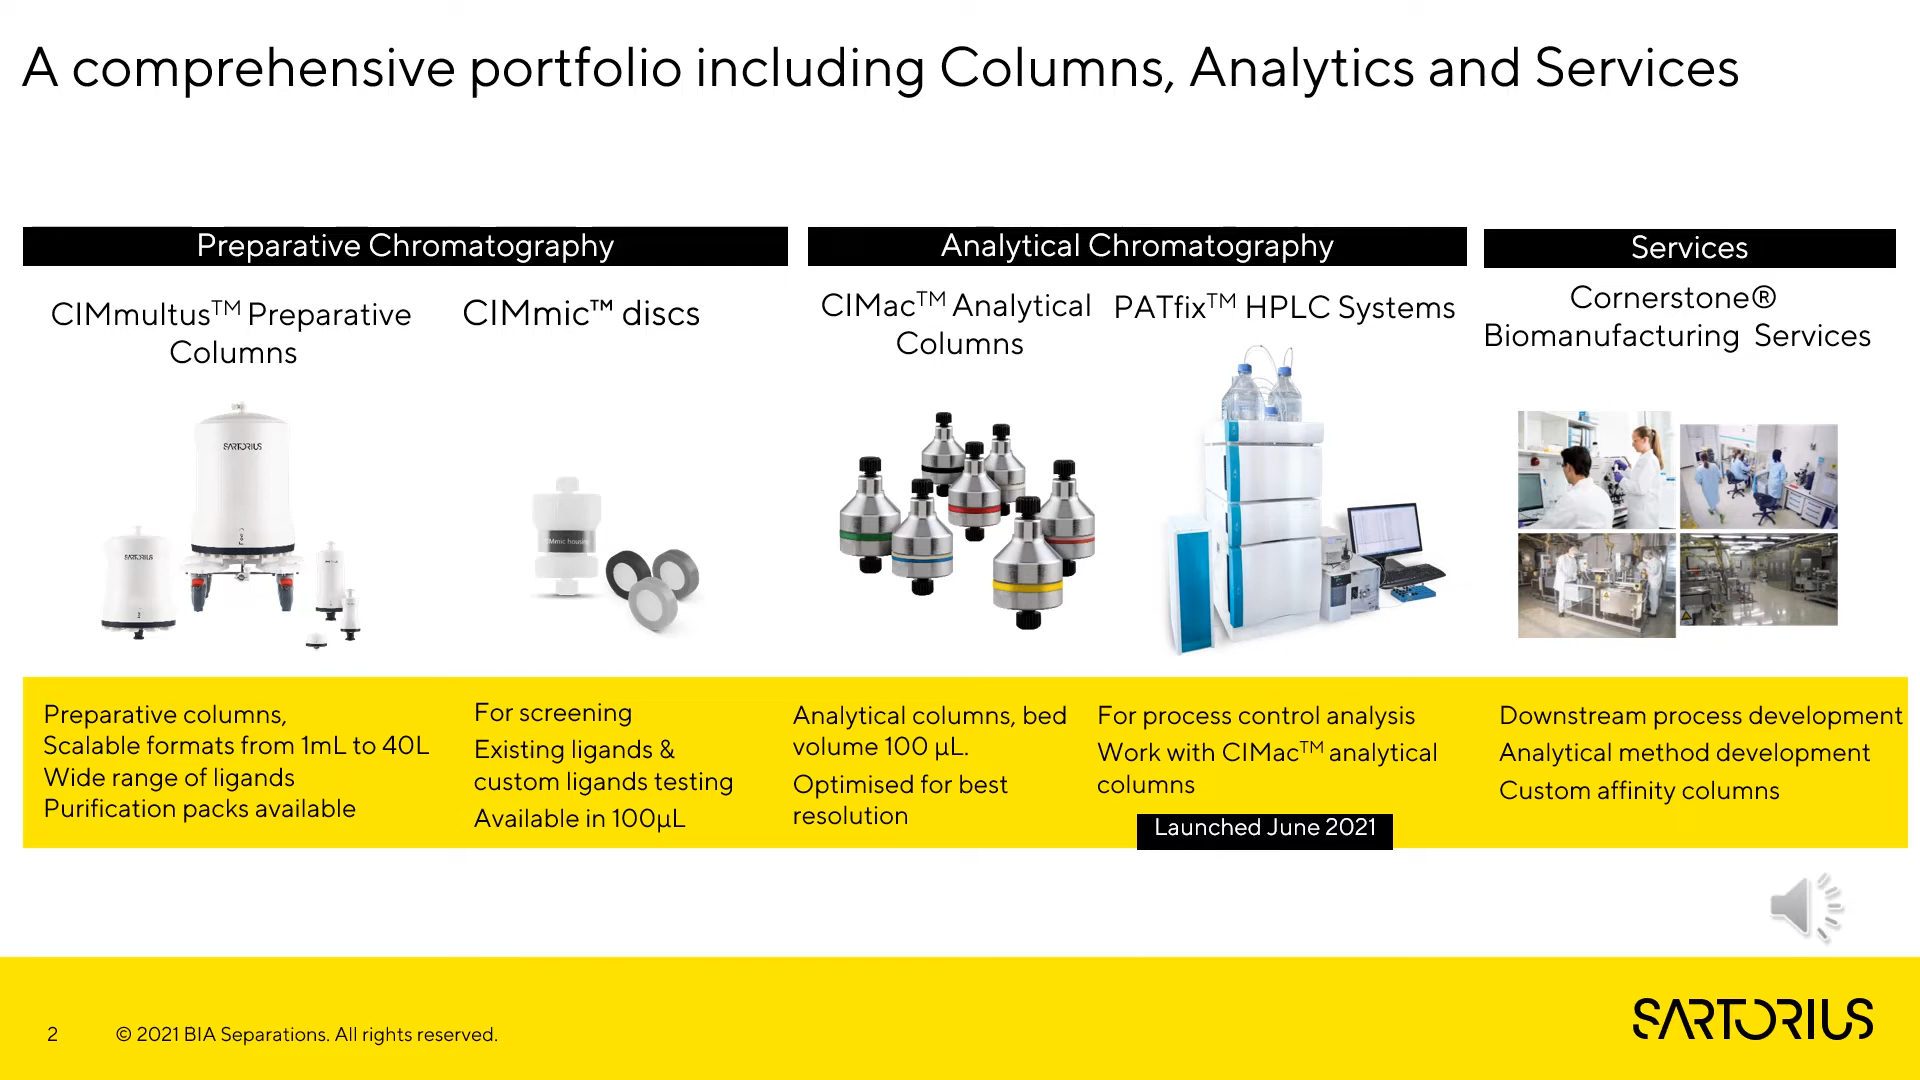 A comprehensive portfolio including Columns, Analytics and Services
Preparative Chromatography
Analytical Chromatography
Services
CIMmultus™ Preparative
Columns
CIMmic™ discs
CIMac™ Analytical
Columns
PATfix™ HPLC Systems
Cornerstone®
Biomanufacturing Services
SARTORIUS
SARTORIUS
Preparative columns,
Scalable formats from 1mL to 40L
Wide range of ligands
Purification packs available
For screening
Existing ligands &
custom ligands testing
Available in 100µL
Analytical columns, bed
volume 100 µL.
Optimised for best
resolution
For process control analysis
Work with CIMac™ analytical
columns
Launched June 2021
Downstream process development
Analytical method development
Custom affinity columns
2
© 2021 BIA Separations. All rights reserved.
SARTORIUS